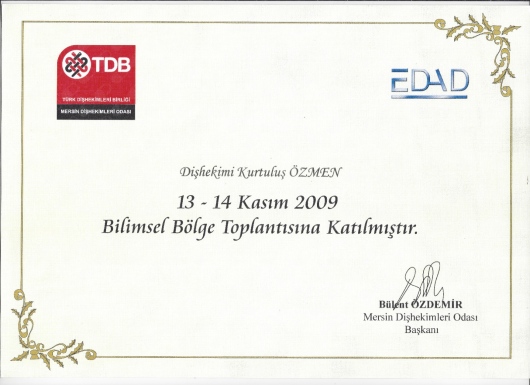 TDB
TÜRK DİŞHEKİMLERİ BİRLİĞİ
MERSİN DİŞHEKİMLERİ ODASI
EDAD
Dişhekimi Kurtuluş ÖZMEN
13 - 14 Kasım 2009
Bilimsel Bölge Toplantısına Katılmıştır.
Bülent ÖZDEMİR
Mersin Dişhekimleri Odası
Başkanı